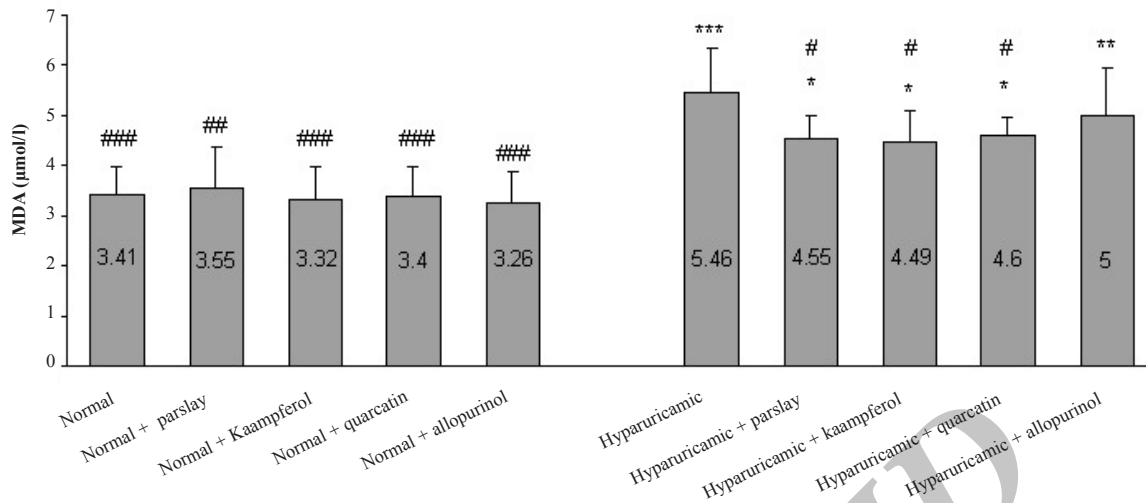 7
6
5
4
3
2
1
0
MDA (µmol/l)
###
##
###
###
###
***
#
*
#
*
#
*
**
3.41
3.55
3.32
3.4
3.26
5.46
4.55
4.49
4.6
5
Normal
Normal + parslay
Normal + Kaampferol
Normal + quarcatin
Normal + allopurinol
Hyparuricamic
Hyparuricamic + parslay
Hyparuricamic + kaampferol
Hyparuricamic + quarcatin
Hyparuricamic + allopurinol